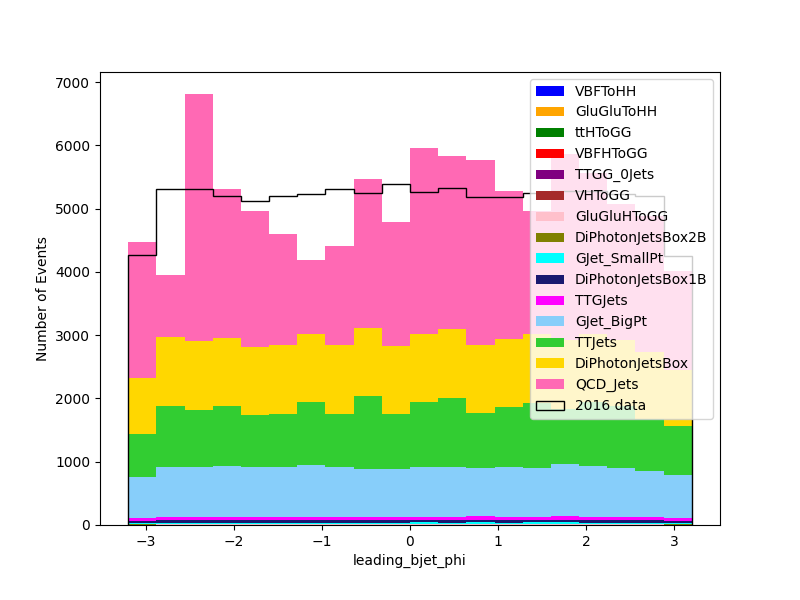 7000
6000
5000
4000
3000
2000
1000
0
Number of Events
−3
−2
−1
0
1
2
3
leading_bjet_phi
VBFToHH
GluGluToHH
ttHToGG
VBFHToGG
TTGG_0Jets
VHToGG
GluGluHToGG
DiPhotonJetsBox2B
GJet_SmallPt
DiPhotonJetsBox1B
TTGJets
GJet_BigPt
TTJets
DiPhotonJetsBox
QCD_Jets
2016 data